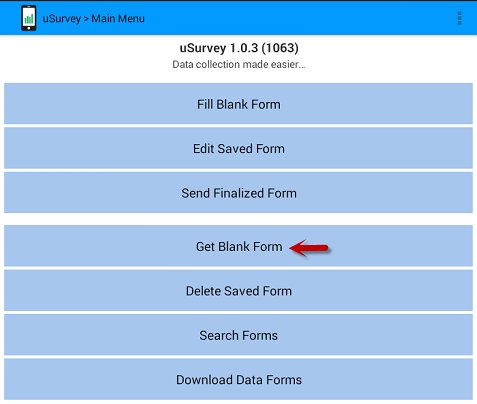 uSurvey > Main Menu
uSurvey 1.0.3 (1063)
Data collection made easier...
Fill Blank Form
Edit Saved Form
Send Finalized Form
Get Blank Form
Delete Saved Form
Search Forms
Download Data Forms